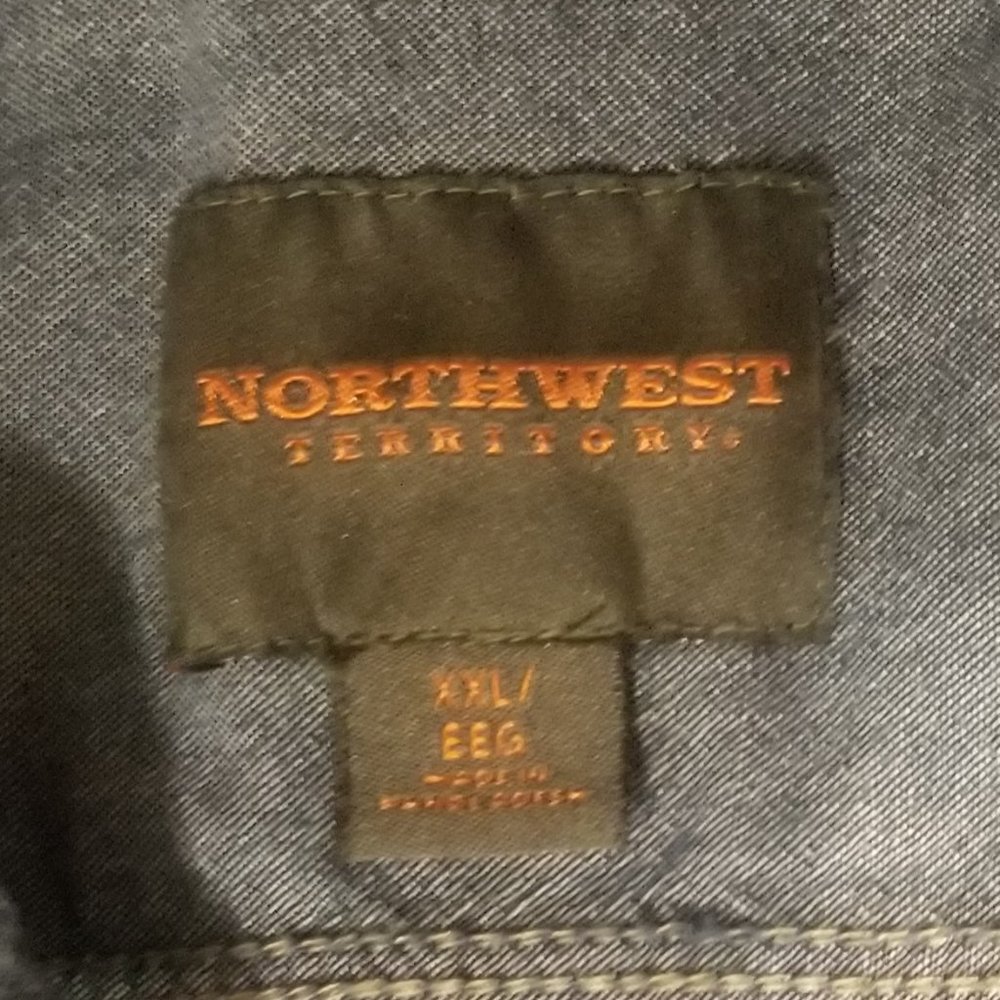 NORTHWEST
TERRITORY®
XXL/
EEG
MADE IN